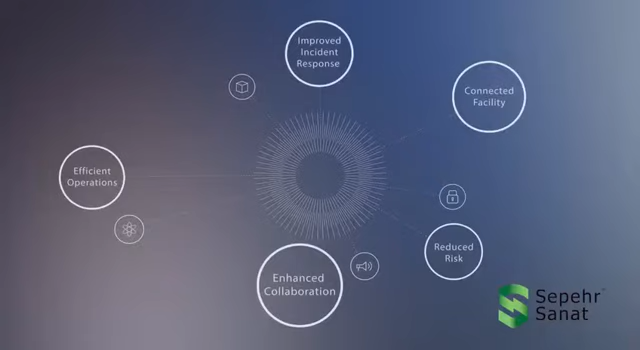 Improved
Incident
Response
Connected
Facility
Efficient
Operations
Reduced
Risk
Enhanced
Collaboration
Sepehr
Sanat